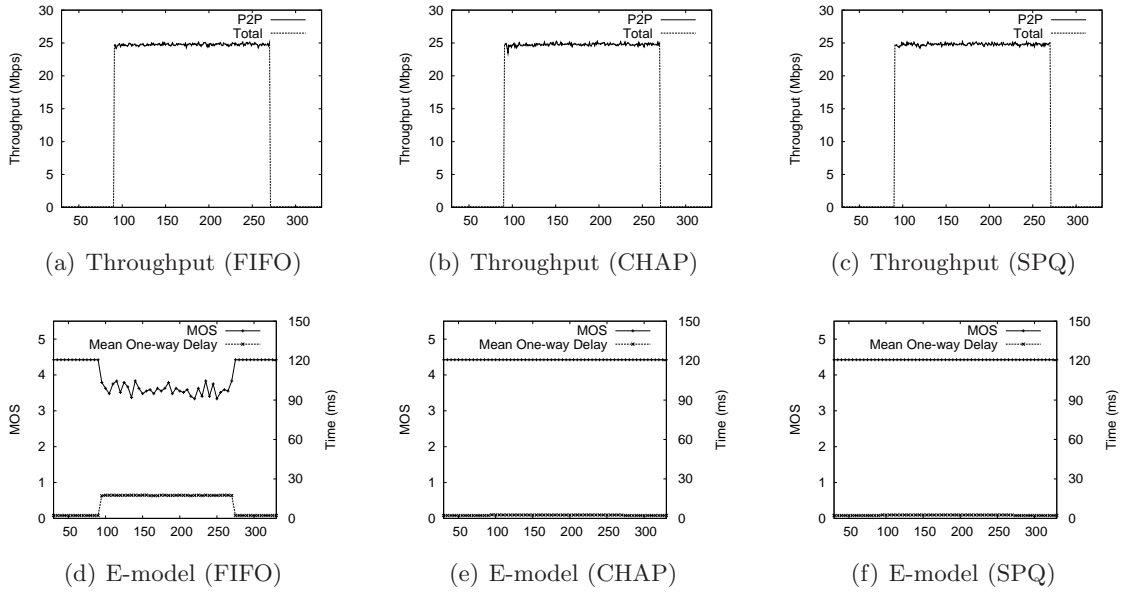 30
25
20
15
10
5
0
Throughput (Mbps)
P2P
Total
50 100 150 200 250 300
(a) Throughput (FIFO)
30
25
20
15
10
5
0
Throughput (Mbps)
P2P
Total
50 100 150 200 250 300
(b) Throughput (CHAP)
30
25
20
15
10
5
0
Throughput (Mbps)
P2P
Total
50 100 150 200 250 300
(c) Throughput (SPQ)
5
4
3
2
1
0
MOS
MOS
Mean One-way Delay
150
120
90
60
30
0
Time (ms)
50 100 150 200 250 300
(d) E-model (FIFO)
5
4
3
2
1
0
MOS
MOS
Mean One-way Delay
150
120
90
60
30
0
Time (ms)
50 100 150 200 250 300
(e) E-model (CHAP)
5
4
3
2
1
0
MOS
MOS
Mean One-way Delay
150
120
90
60
30
0
Time (ms)
50 100 150 200 250 300
(f) E-model (SPQ)